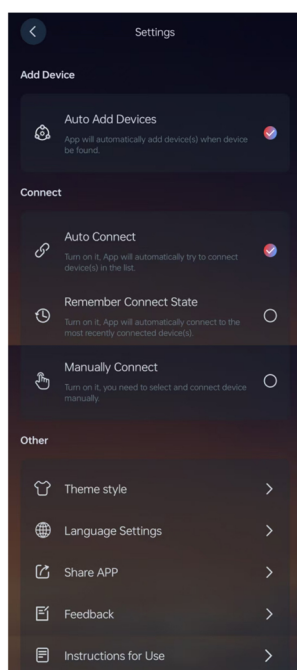 Settings
Add Device
Auto Add Devices
App will automatically add device(s) when device
be found.
Connect
Auto Connect
Turn on it, App will automatically try to connect
device(s) in the list.
Remember Connect State
Turn on it, App will automatically connect to the
most recently connected device(s).
Manually Connect
Turn on it, you need to select and connect device
manually.
Other
Theme style
Language Settings
Share APP
Feedback
Instructions for Use